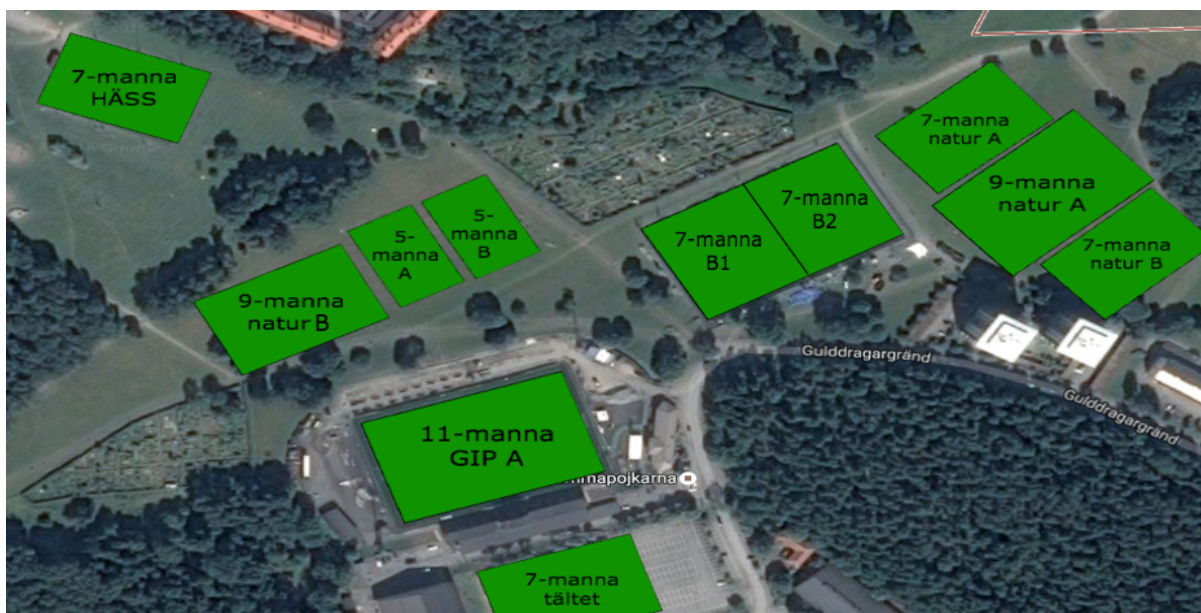 7-manna
HÄSS
7-manna
natur A
9-manna
natur A
7-manna
natur B
7-manna
B2
7-manna
B1
5-
manna
B
5-
manna
A
9-manna
natur B
Gulddragargränd
Gulddragargränd
11-manna
GIP A
mmapojkarna
7-manna
tältet